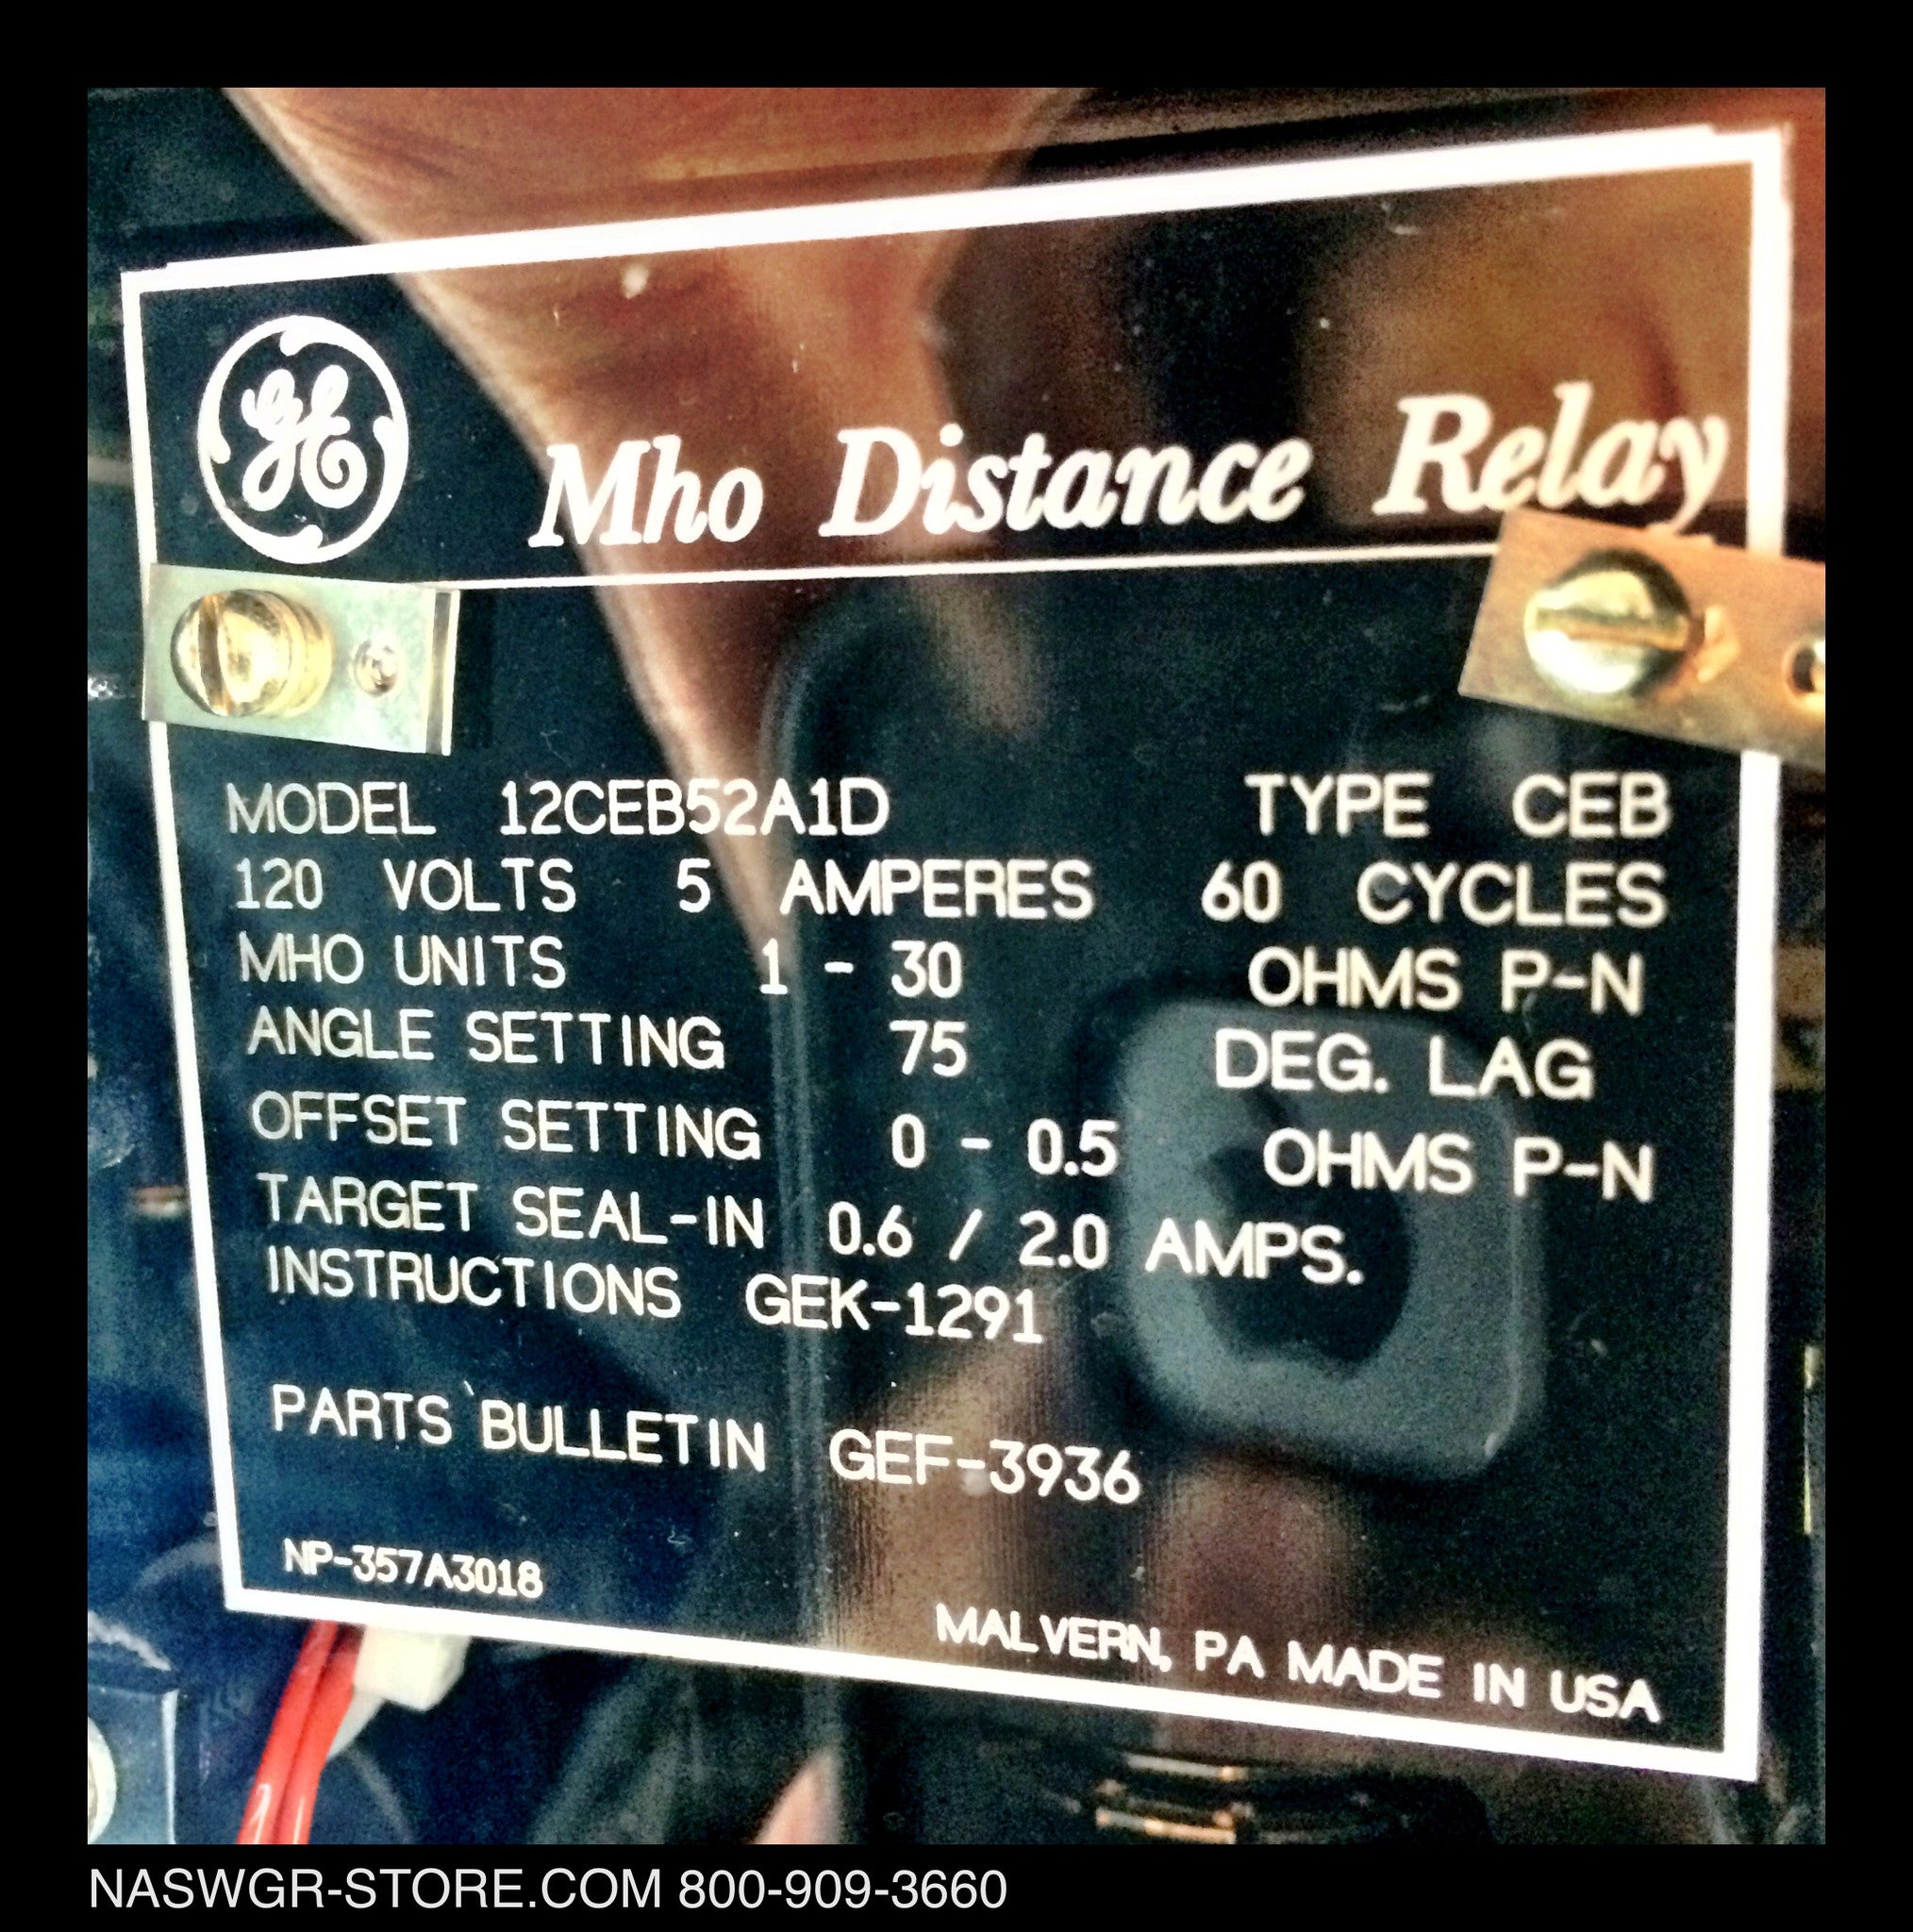 GE
Mho Distance Relay
MODEL 12CEB52A1D TYPE CEB
120 VOLTS 5 AMPERES 60 CYCLES
MHO UNITS 1 - 30 OHMS P-N
ANGLE SETTING 75 DEG. LAG
OFFSET SETTING 0 - 0.5 OHMS P-N
TARGET SEAL-IN 0.6 / 2.0 AMPS.
INSTRUCTIONS GEK-1291
PARTS BULLETIN GEF-3936
NP-357A3018
MALVERN, PA MADE IN USA
NASWGR-STORE.COM 800-909-3660